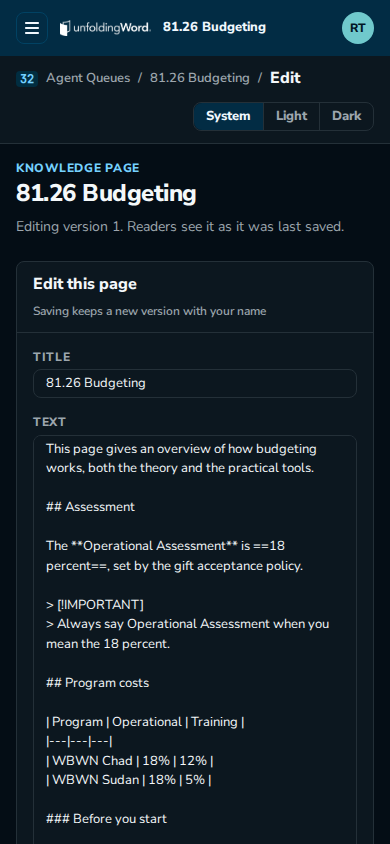 unfoldingWord. 81.26 Budgeting RT
32 Agent Queues / 81.26 Budgeting / Edit
System Light Dark
KNOWLEDGE PAGE
81.26 Budgeting
Editing version 1. Readers see it as it was last saved.
Edit this page
Saving keeps a new version with your name
TITLE
81.26 Budgeting
TEXT
This page gives an overview of how budgeting
works, both the theory and the practical tools.
## Assessment
The **Operational Assessment** is ==18
percent==, set by the gift acceptance policy.
> [!IMPORTANT]
> Always say Operational Assessment when you
mean the 18 percent.
## Program costs
| Program | Operational | Training |
|---|---|---|
| WBWN Chad | 18% | 12% |
| WBWN Sudan | 18% | 5% |
### Before you start